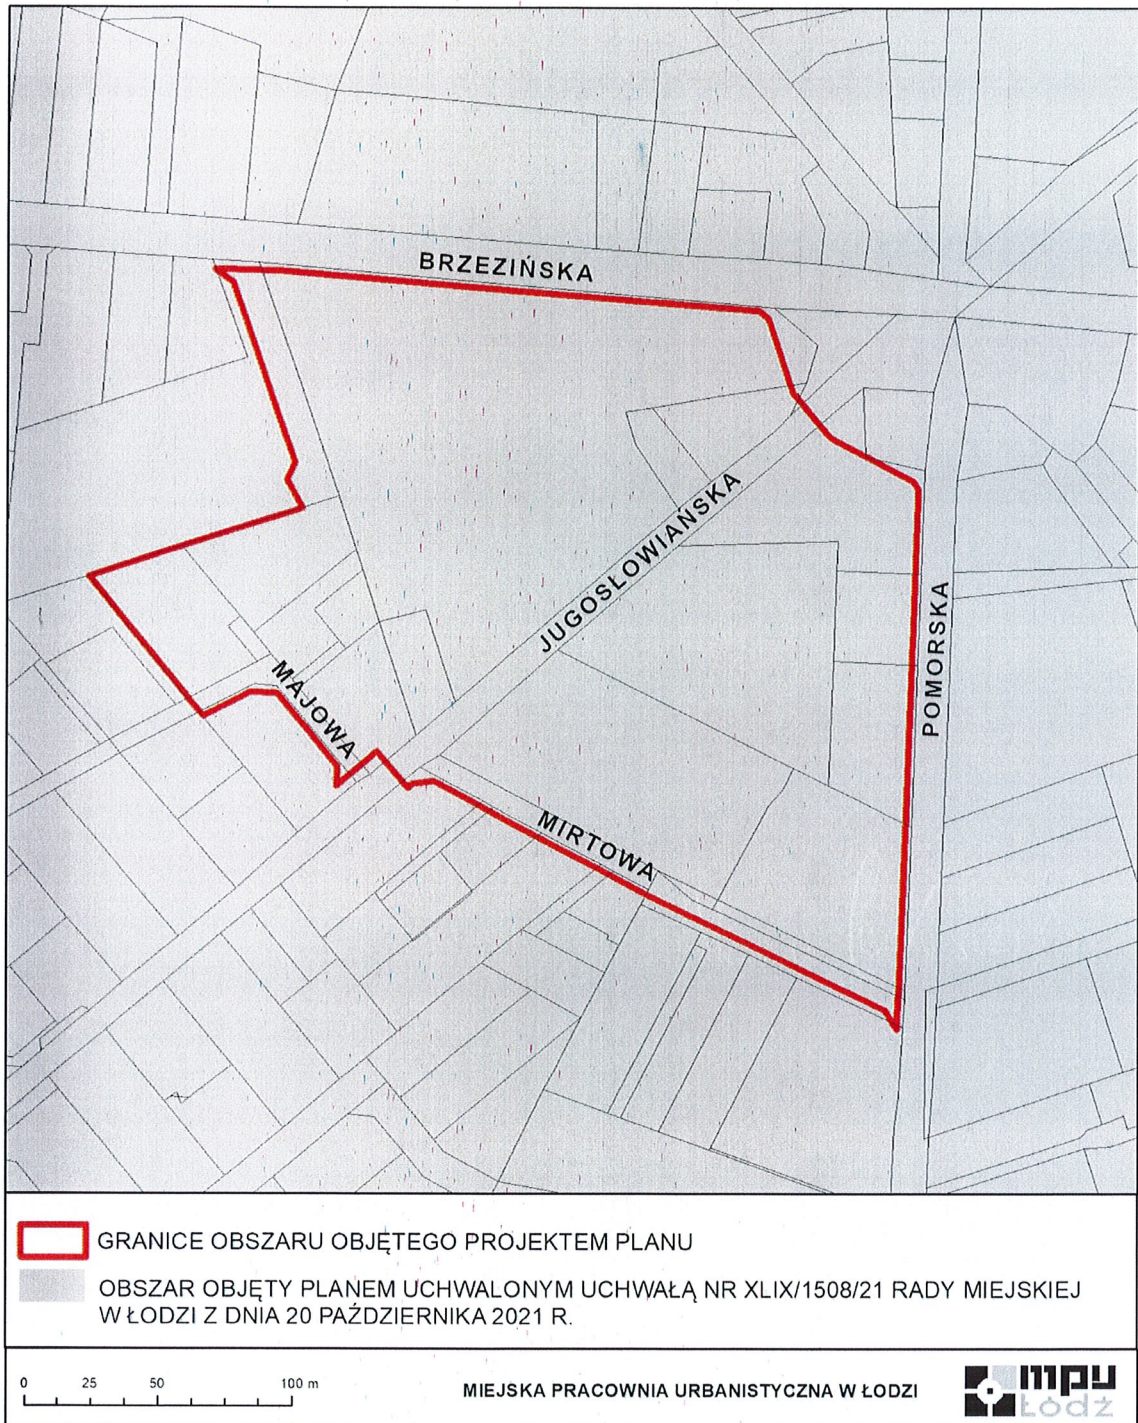 BRZEZIŃSKA
JUGOSŁOWIAŃSKA
POMORSKA
MAJOWA
MIRTOWA
GRANICE OBSZARU OBJĘTEGO PROJEKTEM PLANU
OBSZAR OBJĘTY PLANEM UCHWALONYM UCHWAŁĄ NR XLIX/1508/21 RADY MIEJSKIEJ
W ŁODZI Z DNIA 20 PAŹDZIERNIKA 2021 R.
0 25 50 100 m
MIEJSKA PRACOWNIA URBANISTYCZNA W ŁODZI
mpu
Łódź